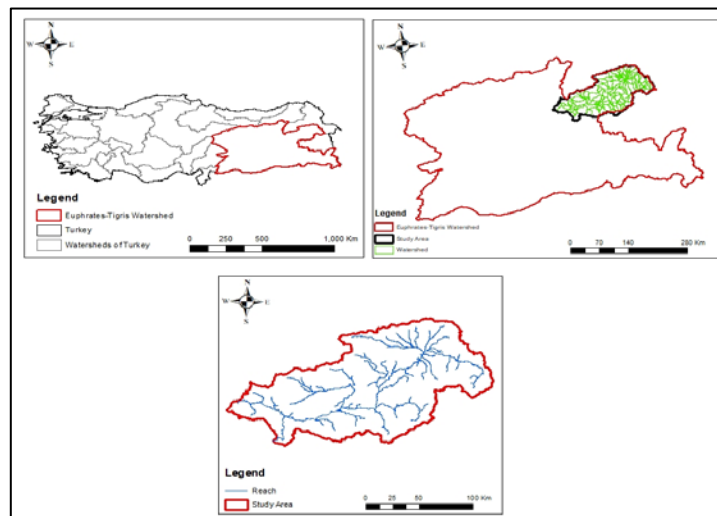 N
W E
S
Legend
Euphrates-Tigris Watershed
Turkey
Watersheds of Turkey
0 250 500 1,000 Km
N
W E
S
Legend
Euphrates Tigris Watershed
Study Area
Watershed
0 35 70 140 280 Km
N
W E
S
Legend
Reach
Study Area
0 25 50 100 Km